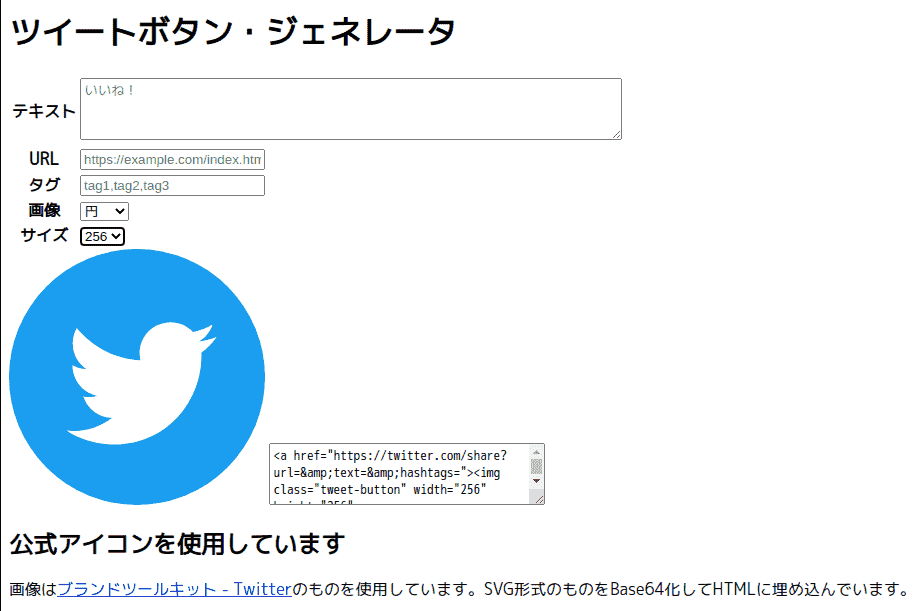 ツイートボタン・ジェネレータ
テキスト いいね！
URL https://example.com/index.htm
タグ tag1,tag2,tag3
画像 円
サイズ 256
<a href="https://twitter.com/share?
url=&amp;text=&amp;hashtags="><img
class="tweet-button" width="256"
height="256"
公式アイコンを使用しています
画像はブランドツールキット - Twitterのものを使用しています。SVG形式のものをBase64化してHTMLに埋め込んでいます。